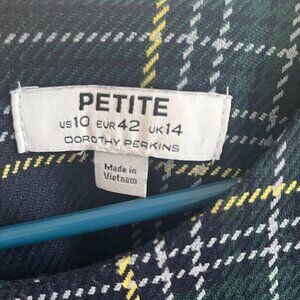 PETITE
US10 EUR42 UK14
DOROTHY PERKINS
Made in
Vietnam